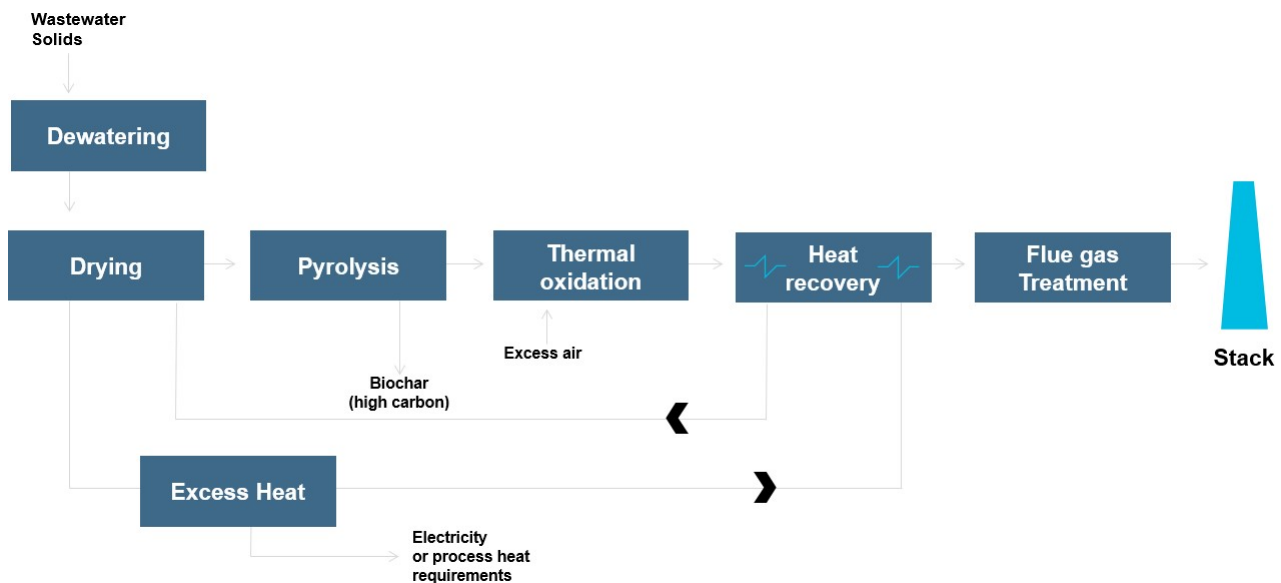 Wastewater
Solids
Dewatering
Drying
Pyrolysis
Thermal
oxidation
Heat
recovery
Flue gas
Treatment
Stack
Excess air
Biochar
(high carbon)
Excess Heat
Electricity
or process heat
requirements